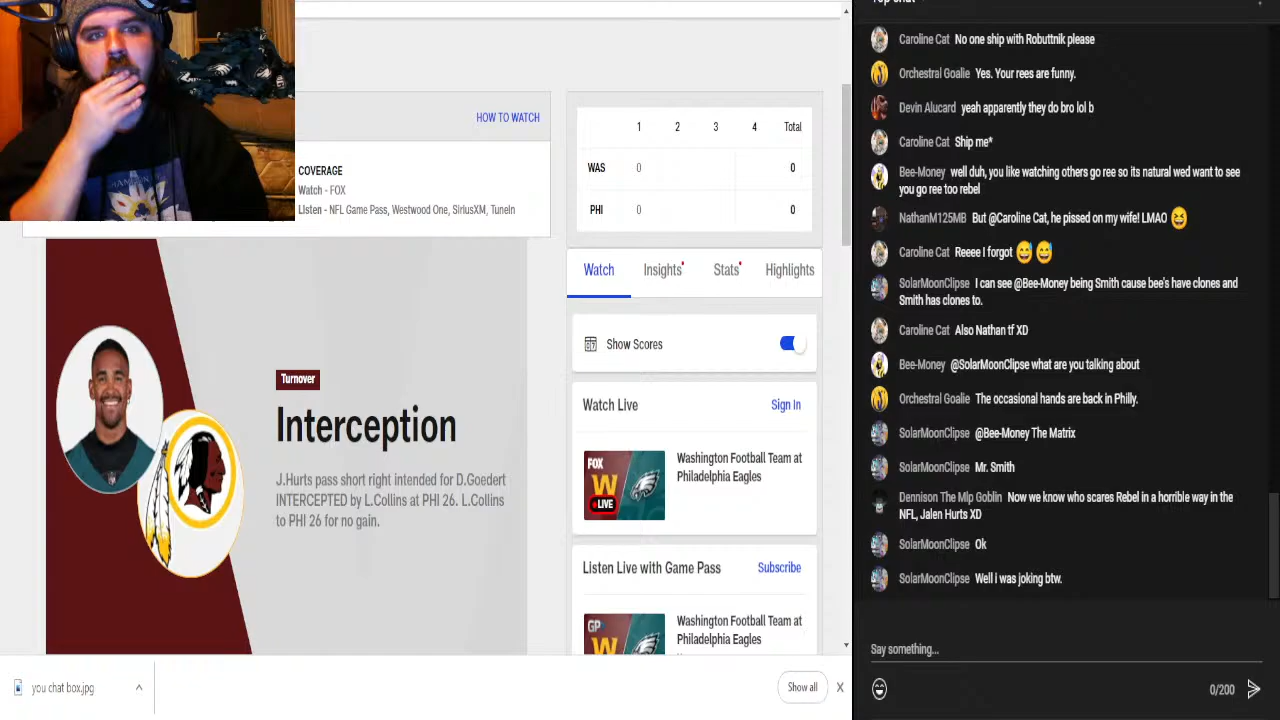 HOW TO WATCH
COVERAGE
Watch - FOX
Listen - NFL Game Pass, Westwood One, SiriusXM, TuneIn
1 2 3 4 Total
WAS 0 0
PHI 0 0
Watch Insights Stats Highlights
Show Scores
Watch Live Sign In
FOX
W
LIVE
Washington Football Team at
Philadelphia Eagles
Listen Live with Game Pass Subscribe
GP
W
Washington Football Team at
Philadelphia Eagles
Turnover
Interception
J.Hurts pass short right intended for D.Goedert
INTERCEPTED by L.Collins at PHI 26. L.Collins
to PHI 26 for no gain.
you chat box.jpg
Show all X
Caroline Cat No one ship with Robuttnik please
Orchestral Goalie Yes. Your rees are funny.
Devin Alucard yeah apparently they do bro lol b
Caroline Cat Ship me*
Bee-Money well duh, you like watching others go ree so its natural wed want to see
you go ree too rebel
NathanM125MB But @Caroline Cat, he pissed on my wife! LMAO 😆
Caroline Cat Reeee I forgot 😅 😅
SolarMoonClipse I can see @Bee-Money being Smith cause bee's have clones and
Smith has clones to.
Caroline Cat Also Nathan tf XD
Bee-Money @SolarMoonClipse what are you talking about
Orchestral Goalie The occasional hands are back in Philly.
SolarMoonClipse @Bee-Money The Matrix
SolarMoonClipse Mr. Smith
Dennison The Mlp Goblin Now we know who scares Rebel in a horrible way in the
NFL, Jalen Hurts XD
SolarMoonClipse Ok
SolarMoonClipse Well i was joking btw.
Say something...
0/200